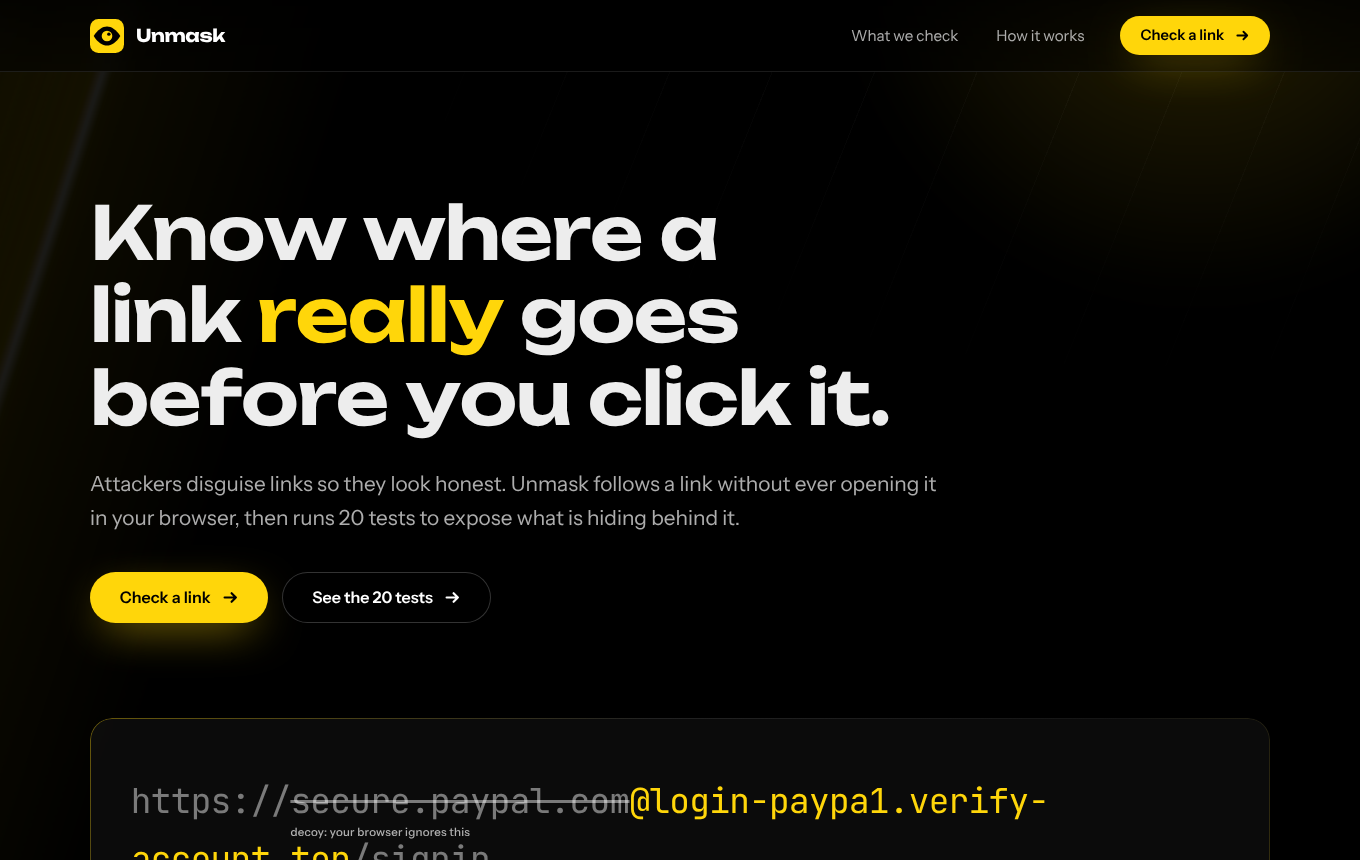 Unmask
What we check
How it works
Check a link
Know where a
link really goes
before you click it.
Attackers disguise links so they look honest. Unmask follows a link without ever opening it
in your browser, then runs 20 tests to expose what is hiding behind it.
Check a link
See the 20 tests
https://secure.paypal.com@login-paypa1.verify-
decoy: your browser ignores this
account.top/signin